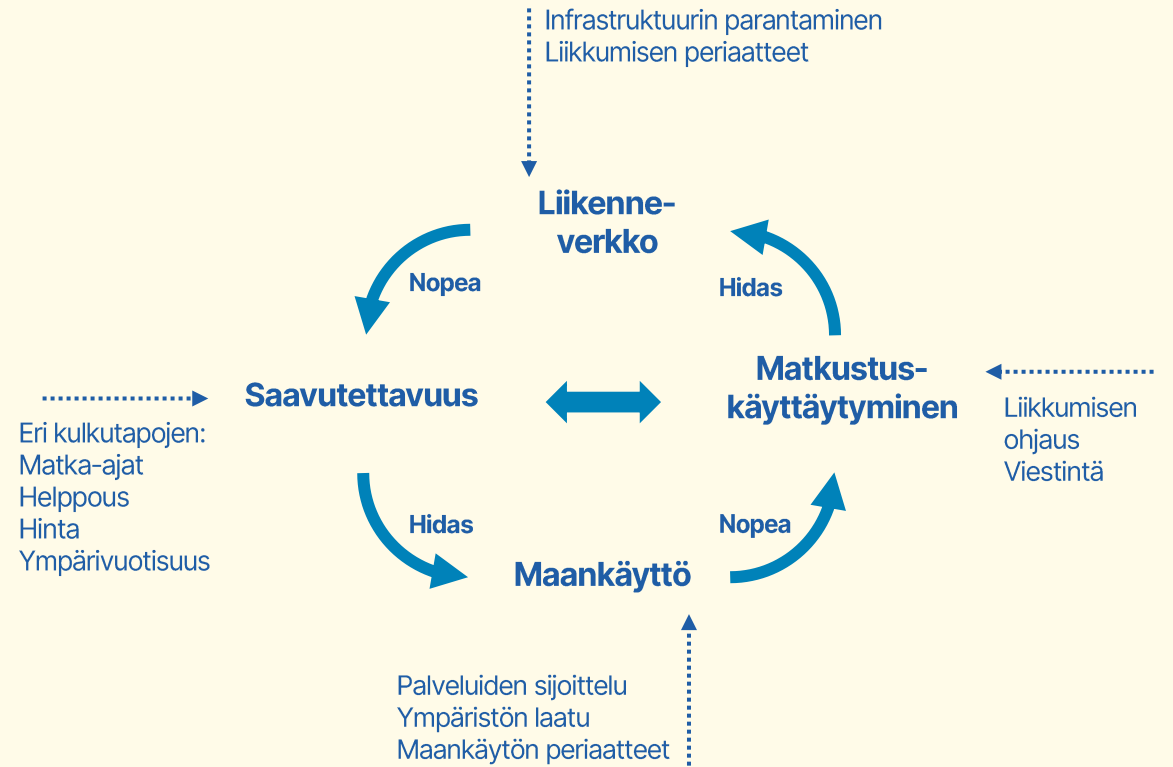 Infrastruktuurin parantaminen
Liikkumisen periaatteet
Liikenne-
verkko
Nopea
Hidas
Saavutettavuus
Matkustus-
käyttäytyminen
Eri kulkutapojen:
Matka-ajat
Helppous
Hinta
Ympärivuotisuus
Liikkumisen
ohjaus
Viestintä
Hidas
Nopea
Maankäyttö
Palveluiden sijoittelu
Ympäristön laatu
Maankäytön periaatteet